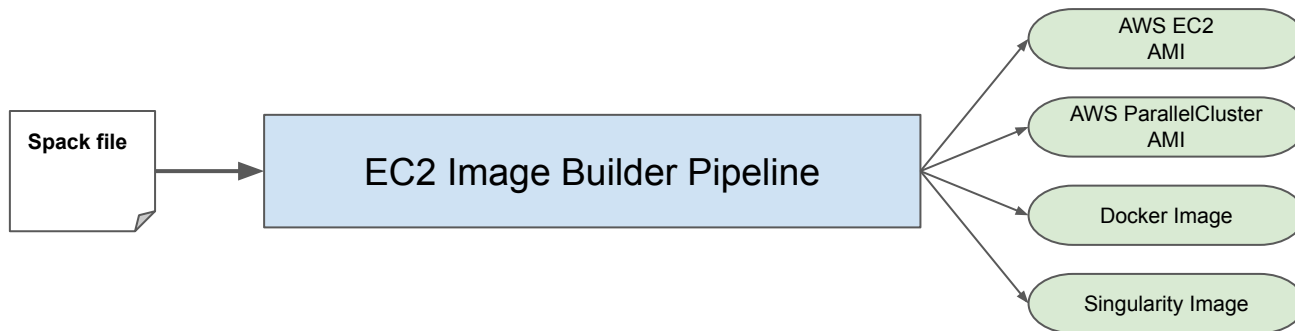 Spack file
EC2 Image Builder Pipeline
AWS EC2
AMI
AWS ParallelCluster
AMI
Docker Image
Singularity Image